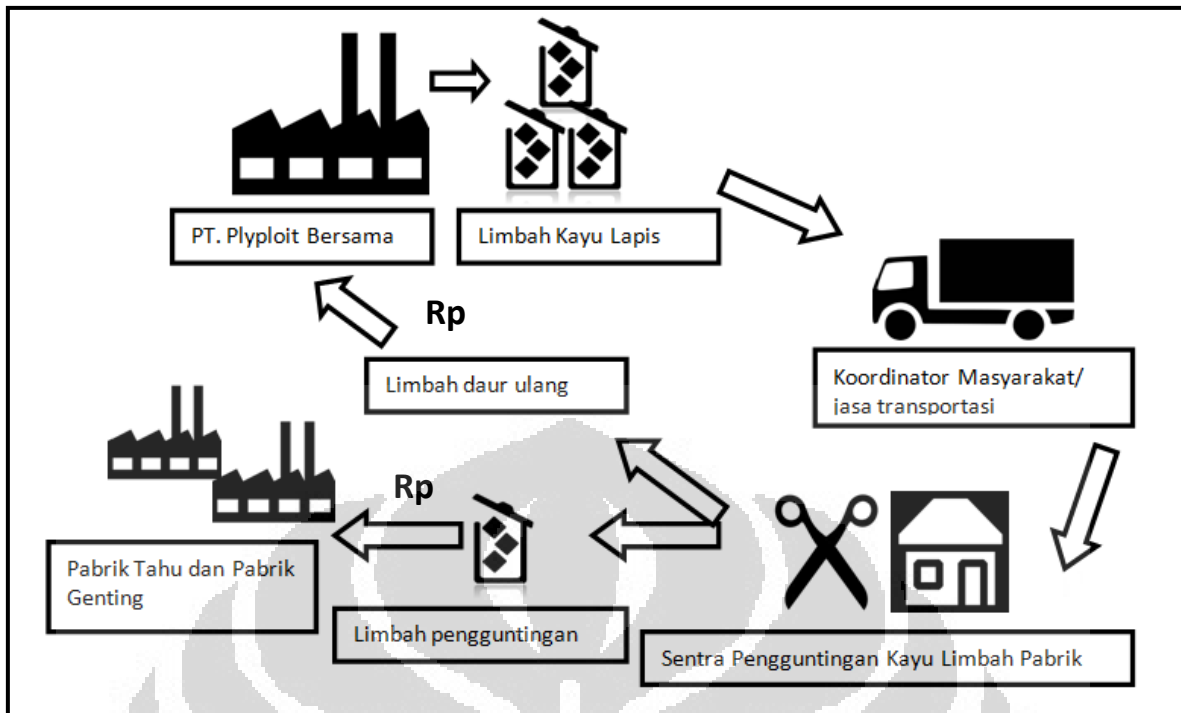 PT. Plyploit Bersama
Limbah Kayu Lapis
Rp
Limbah daur ulang
Koordinator Masyarakat/
jasa transportasi
Rp
Pabrik Tahu dan Pabrik
Genting
Limbah pengguntingan
Sentra Pengguntingan Kayu Limbah Pabrik